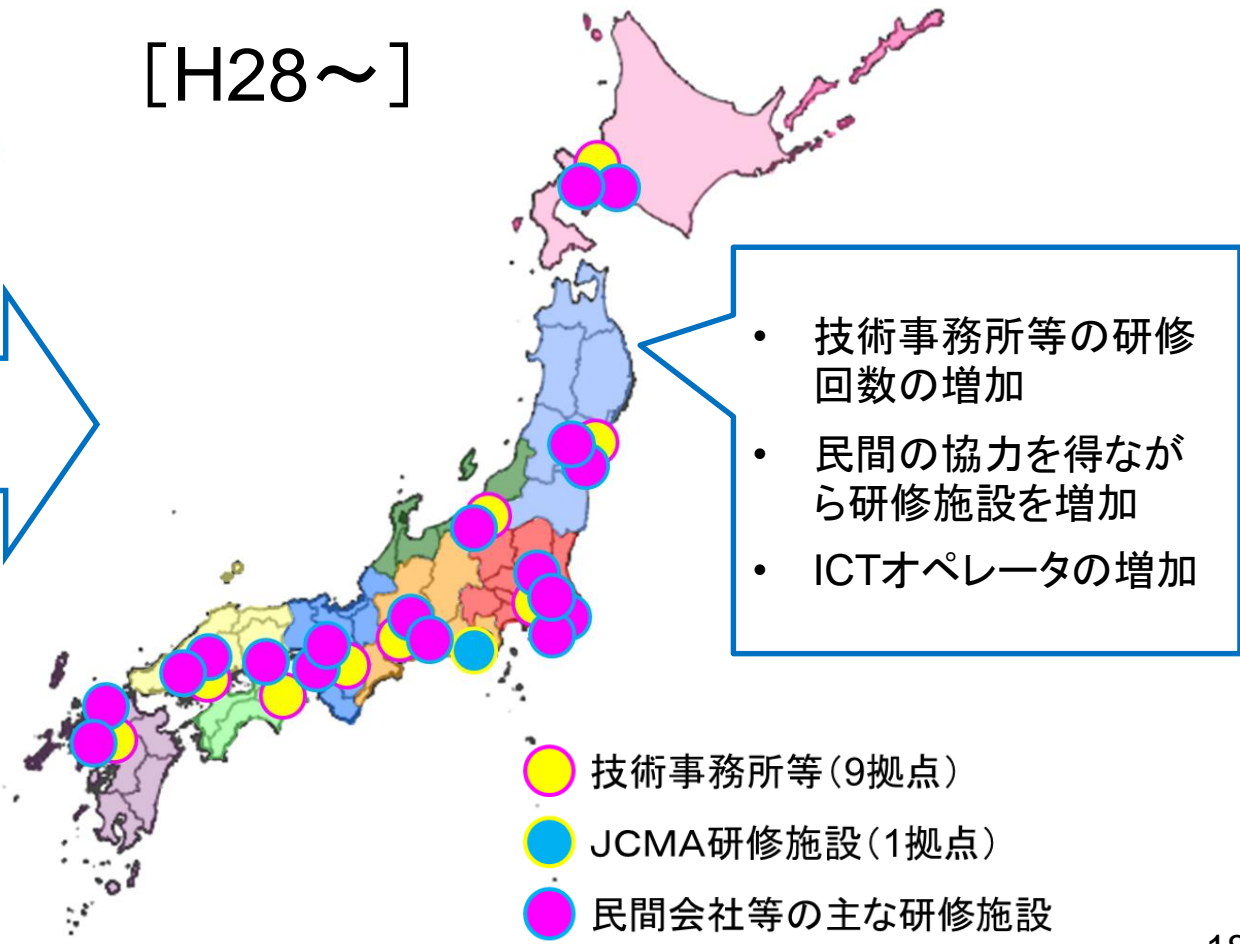 ［H28～］
• 技術事務所等の研修
回数の増加
• 民間の協力を得なが
ら研修施設を増加
• ICTオペレータの増加
技術事務所等（9拠点）
JCMA研修施設（1拠点）
民間会社等の主な研修施設